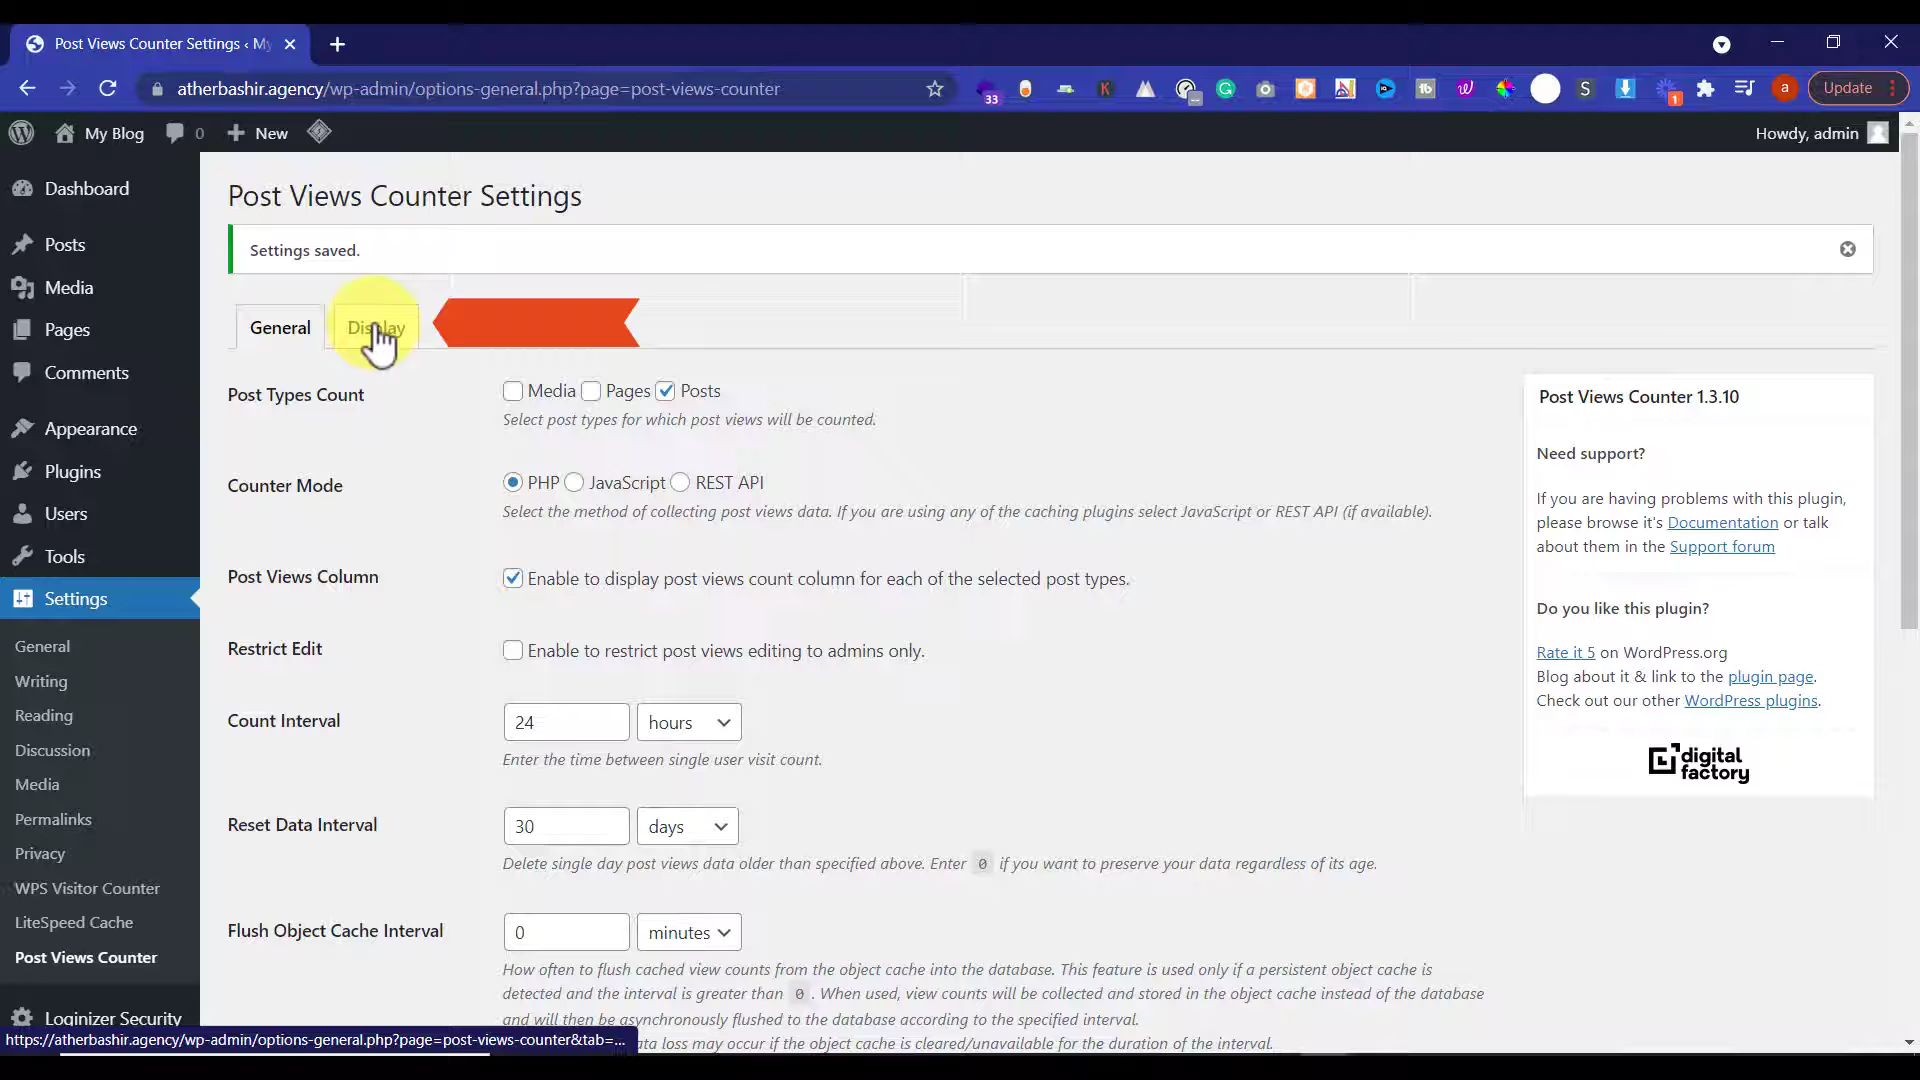 Post Views Counter Settings ‹ My
atherbashir.agency/wp-admin/options-general.php?page=post-views-counter
33
1
a
Update
My Blog
0
New
Howdy, admin
Dashboard
Posts
Media
Pages
Comments
Appearance
Plugins
Users
Tools
Settings
General
Writing
Reading
Discussion
Media
Permalinks
Privacy
WPS Visitor Counter
LiteSpeed Cache
Post Views Counter
Loginizer Security
Post Views Counter Settings
Settings saved.
General
Display
Post Types Count
Media Pages Posts
Select post types for which post views will be counted.
Counter Mode
PHP JavaScript REST API
Select the method of collecting post views data. If you are using any of the caching plugins select JavaScript or REST API (if available).
Post Views Column
Enable to display post views count column for each of the selected post types.
Restrict Edit
Enable to restrict post views editing to admins only.
Count Interval
24 hours
Enter the time between single user visit count.
Reset Data Interval
30 days
Delete single day post views data older than specified above. Enter 0 if you want to preserve your data regardless of its age.
Flush Object Cache Interval
0 minutes
How often to flush cached view counts from the object cache into the database. This feature is used only if a persistent object cache is
detected and the interval is greater than 0 . When used, view counts will be collected and stored in the object cache instead of the database
and will then be asynchronously flushed to the database according to the specified interval.
loss may occur if the object cache is cleared/unavailable for the duration of the interval.
Post Views Counter 1.3.10
Need support?
If you are having problems with this plugin,
please browse it's Documentation or talk
about them in the Support forum
Do you like this plugin?
Rate it 5 on WordPress.org
Blog about it & link to the plugin page.
Check out our other WordPress plugins.
digital
factory
https://atherbashir.agency/wp-admin/options-general.php?page=post-views-counter&tab=...